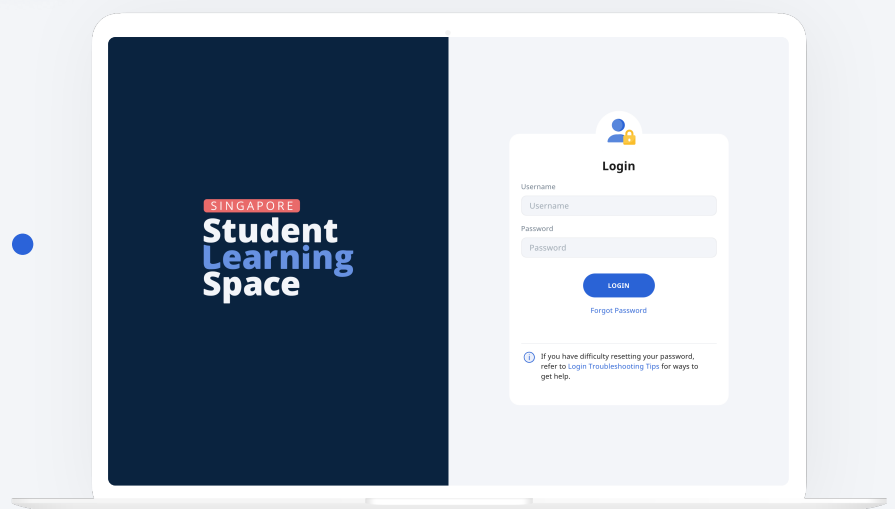 SINGAPORE
Student
Learning
Space
Login
Username
Username
Password
Password
LOGIN
Forgot Password
If you have difficulty resetting your password,
refer to Login Troubleshooting Tips for ways to
get help.